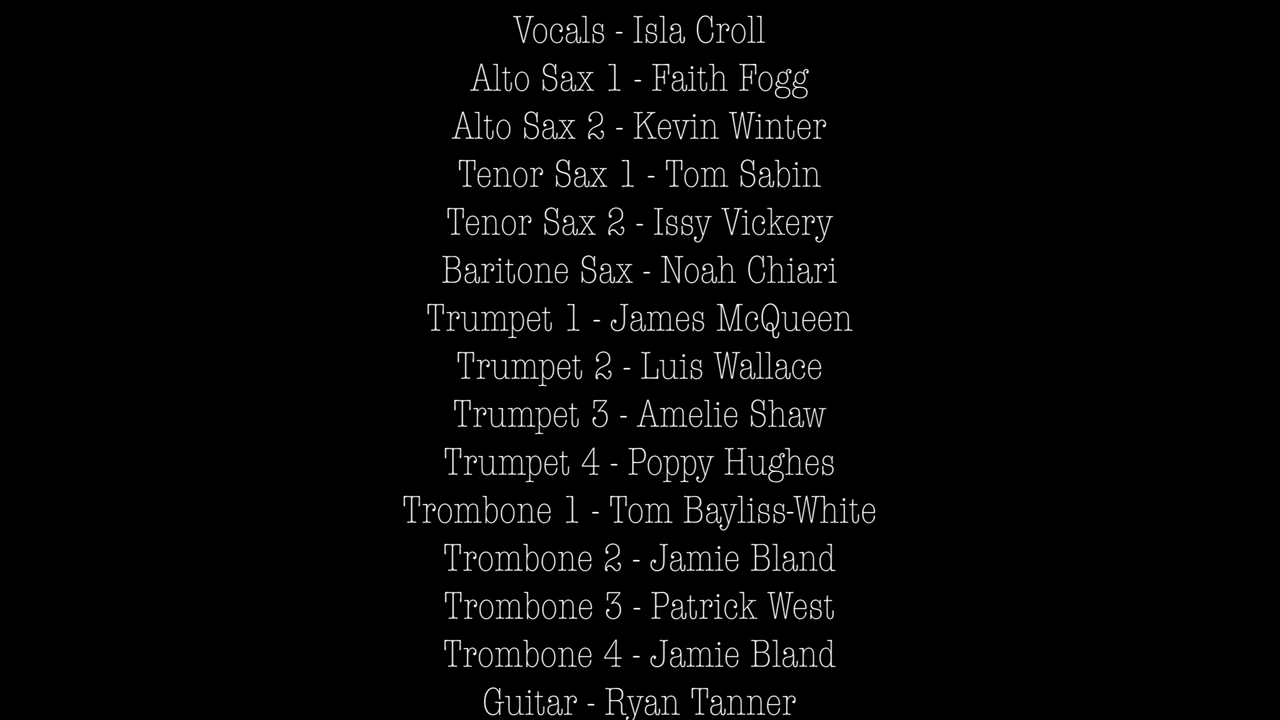 Vocals - Isla Croll
Alto Sax 1 - Faith Fogg
Alto Sax 2 - Kevin Winter
Tenor Sax 1 - Tom Sabin
Tenor Sax 2 - Issy Vickery
Baritone Sax - Noah Chiari
Trumpet 1 - James McQueen
Trumpet 2 - Luis Wallace
Trumpet 3 - Amelie Shaw
Trumpet 4 - Poppy Hughes
Trombone 1 - Tom Bayliss-White
Trombone 2 - Jamie Bland
Trombone 3 - Patrick West
Trombone 4 - Jamie Bland
Guitar - Ryan Tanner